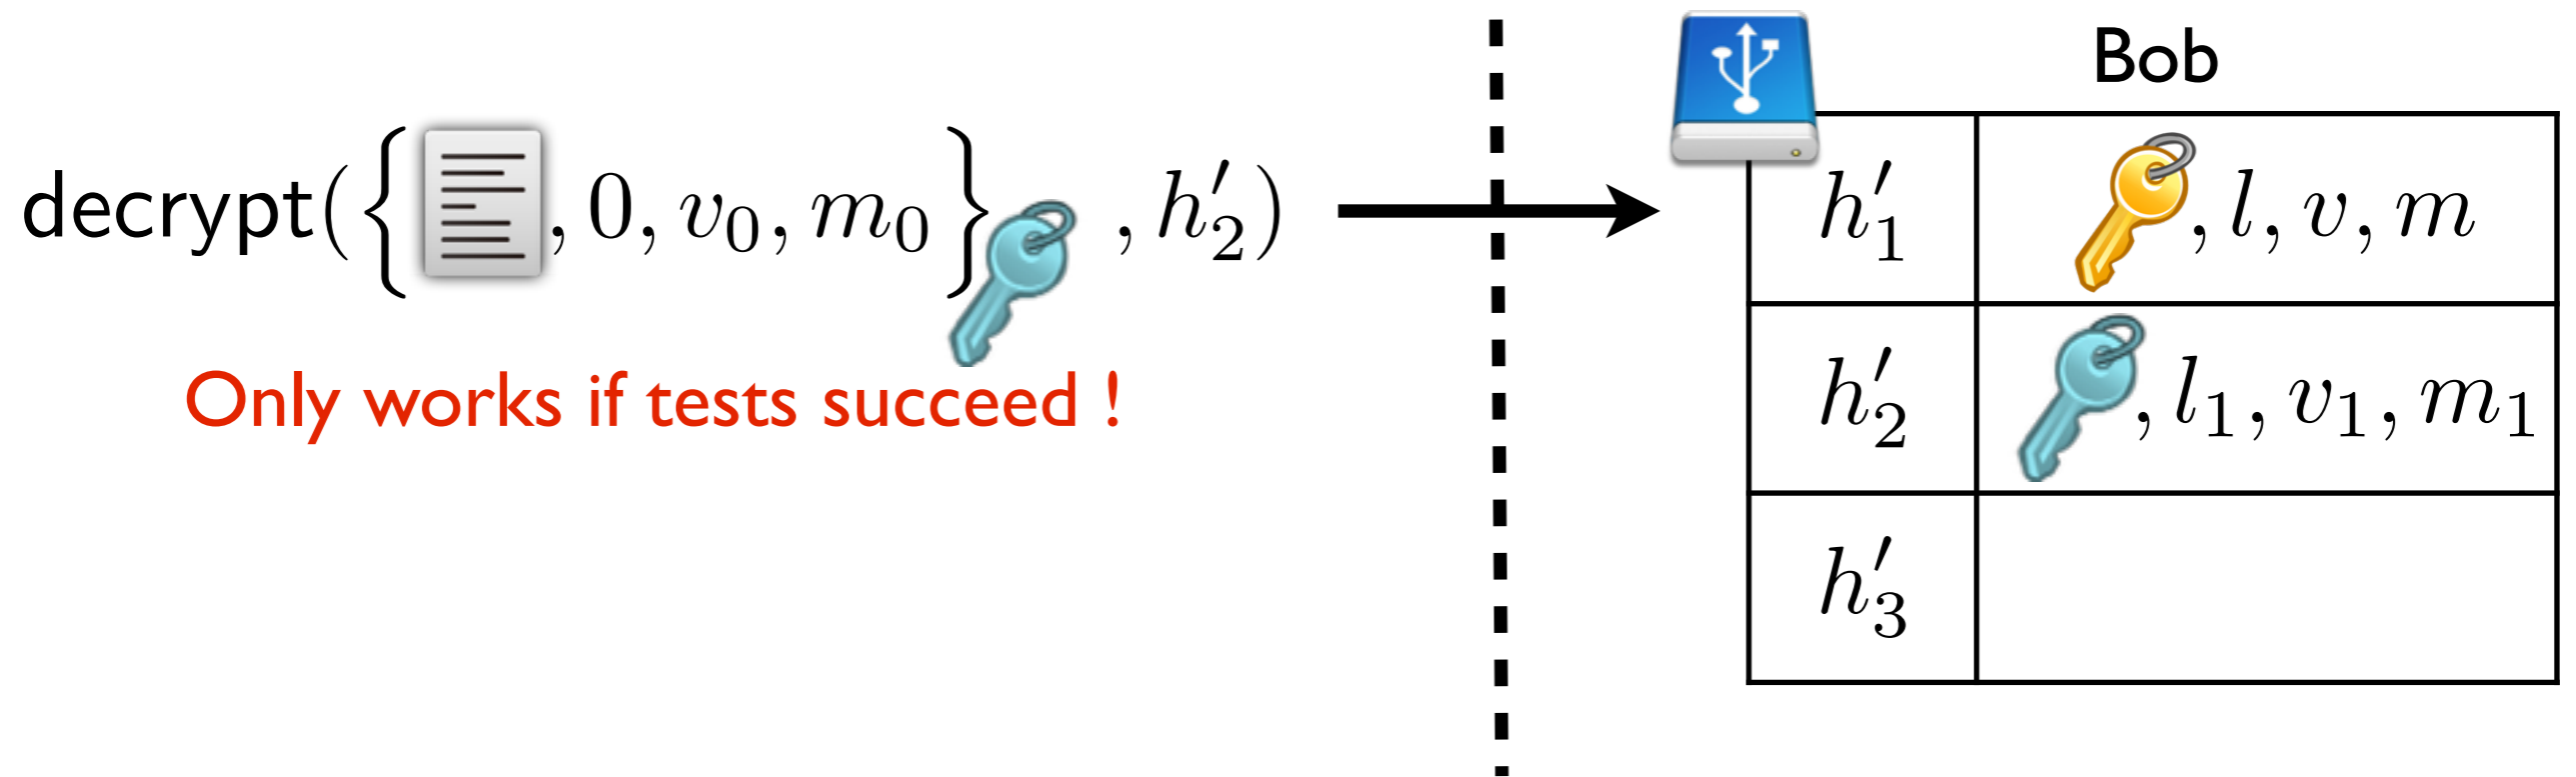 Bob
decrypt({ , 0, v₀, m₀} , h′₂)
h′₁ , l, v, m
Only works if tests succeed !
h′₂ , l₁, v₁, m₁
h′₃